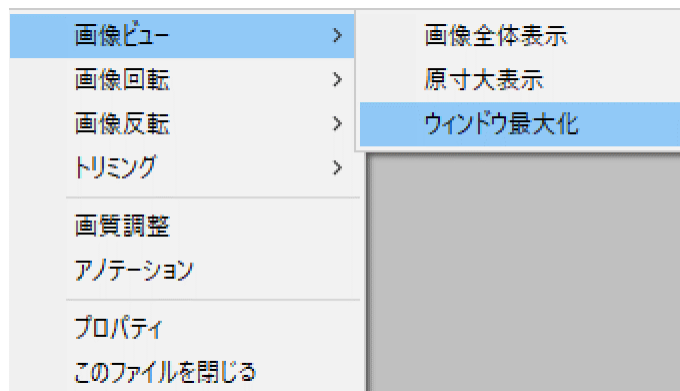 画像ビュー
画像回転
画像反転
トリミング
画質調整
アノテーション
プロパティ
このファイルを閉じる
画像全体表示
原寸大表示
ウィンドウ最大化